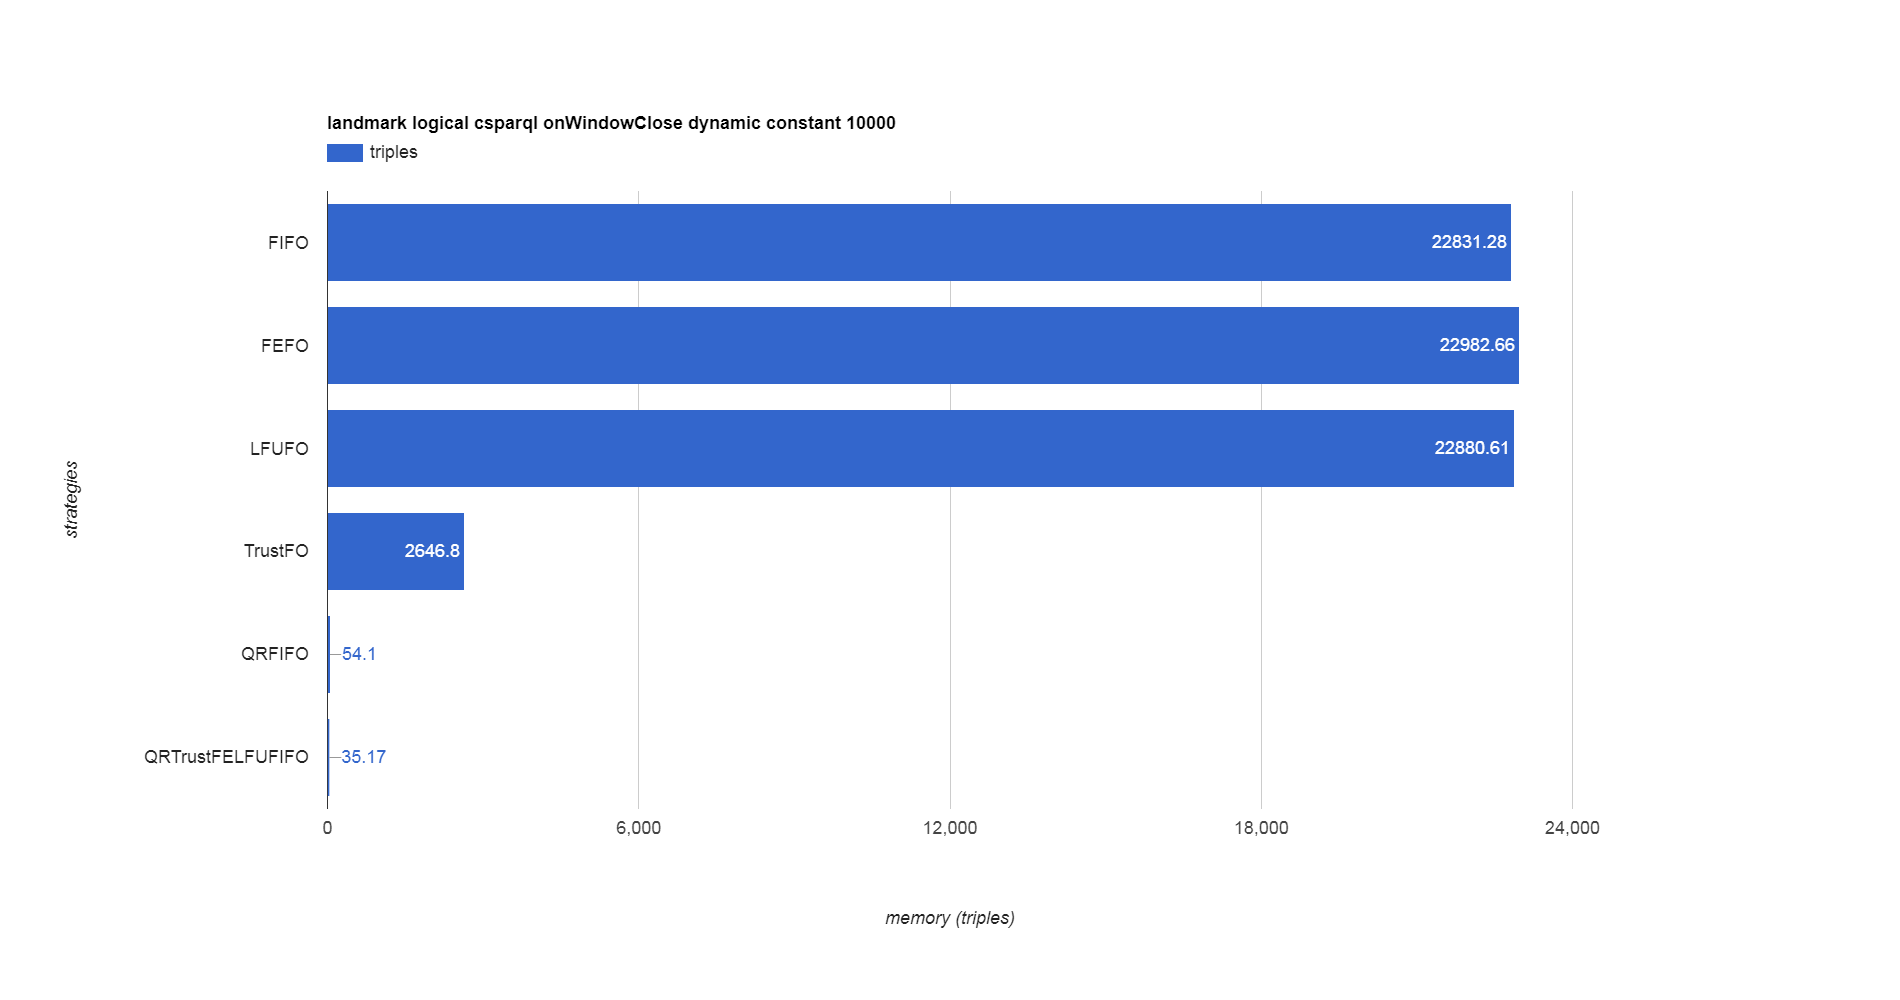 landmark logical csparql onWindowClose dynamic constant 10000
triples
FIFO
22831.28
FEFO
22982.66
LFUFO
22880.61
TrustFO
2646.8
QRFIFO
54.1
QRTrustFELFUFIFO
35.17
strategies
0 6,000 12,000 18,000 24,000
memory (triples)